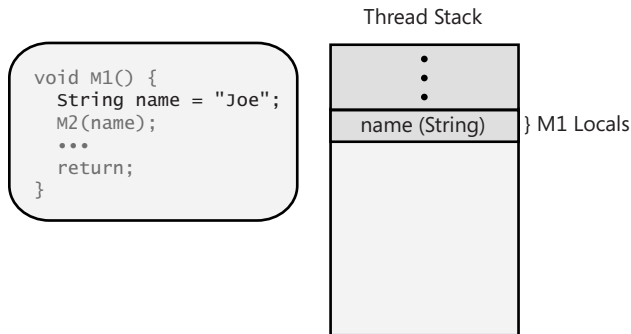 Thread Stack
void M1() {
String name = "Joe";
M2(name);
•••
return;
}
•
•
•
name (String)
} M1 Locals